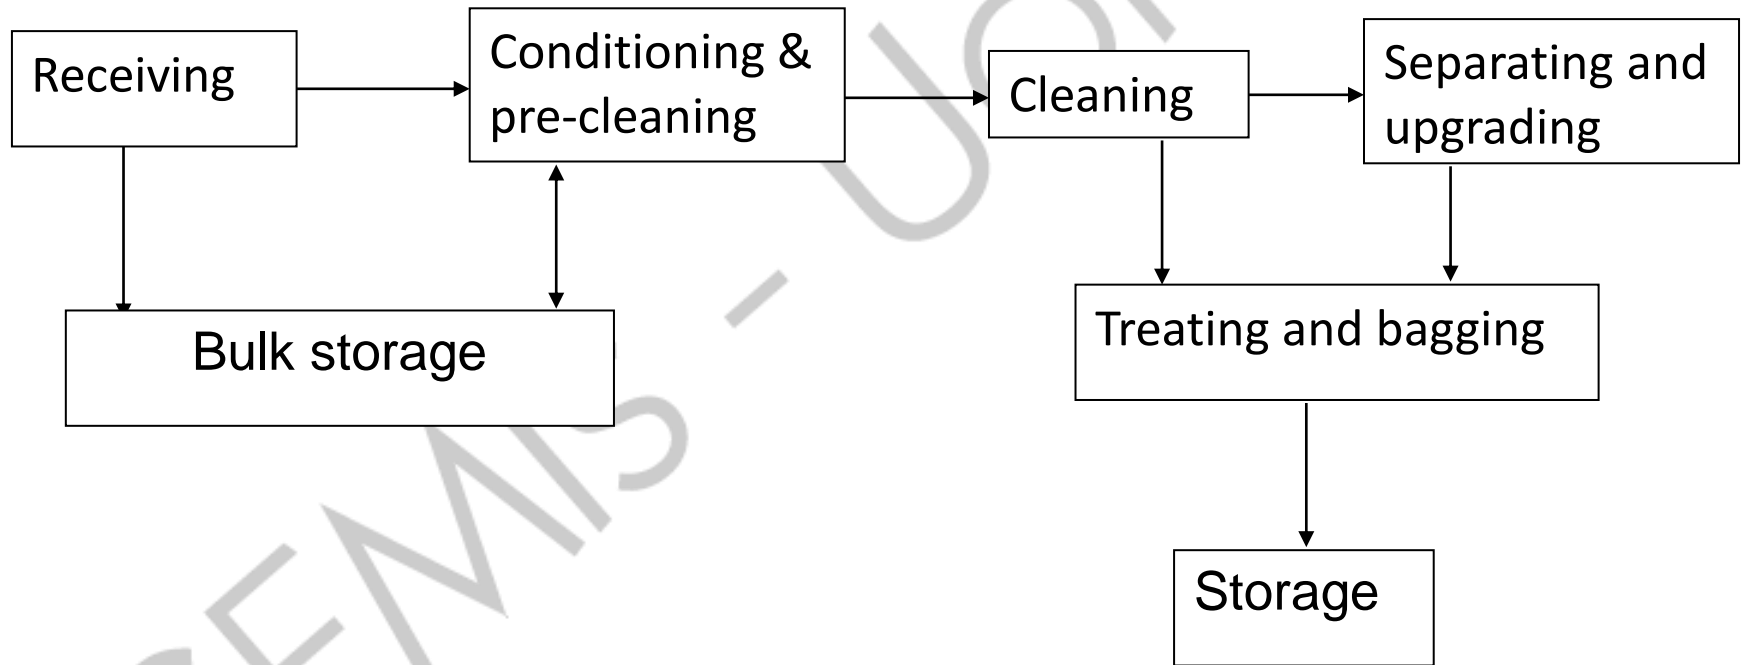 Receiving
Conditioning &
pre-cleaning
Cleaning
Separating and
upgrading
Bulk storage
Treating and bagging
Storage